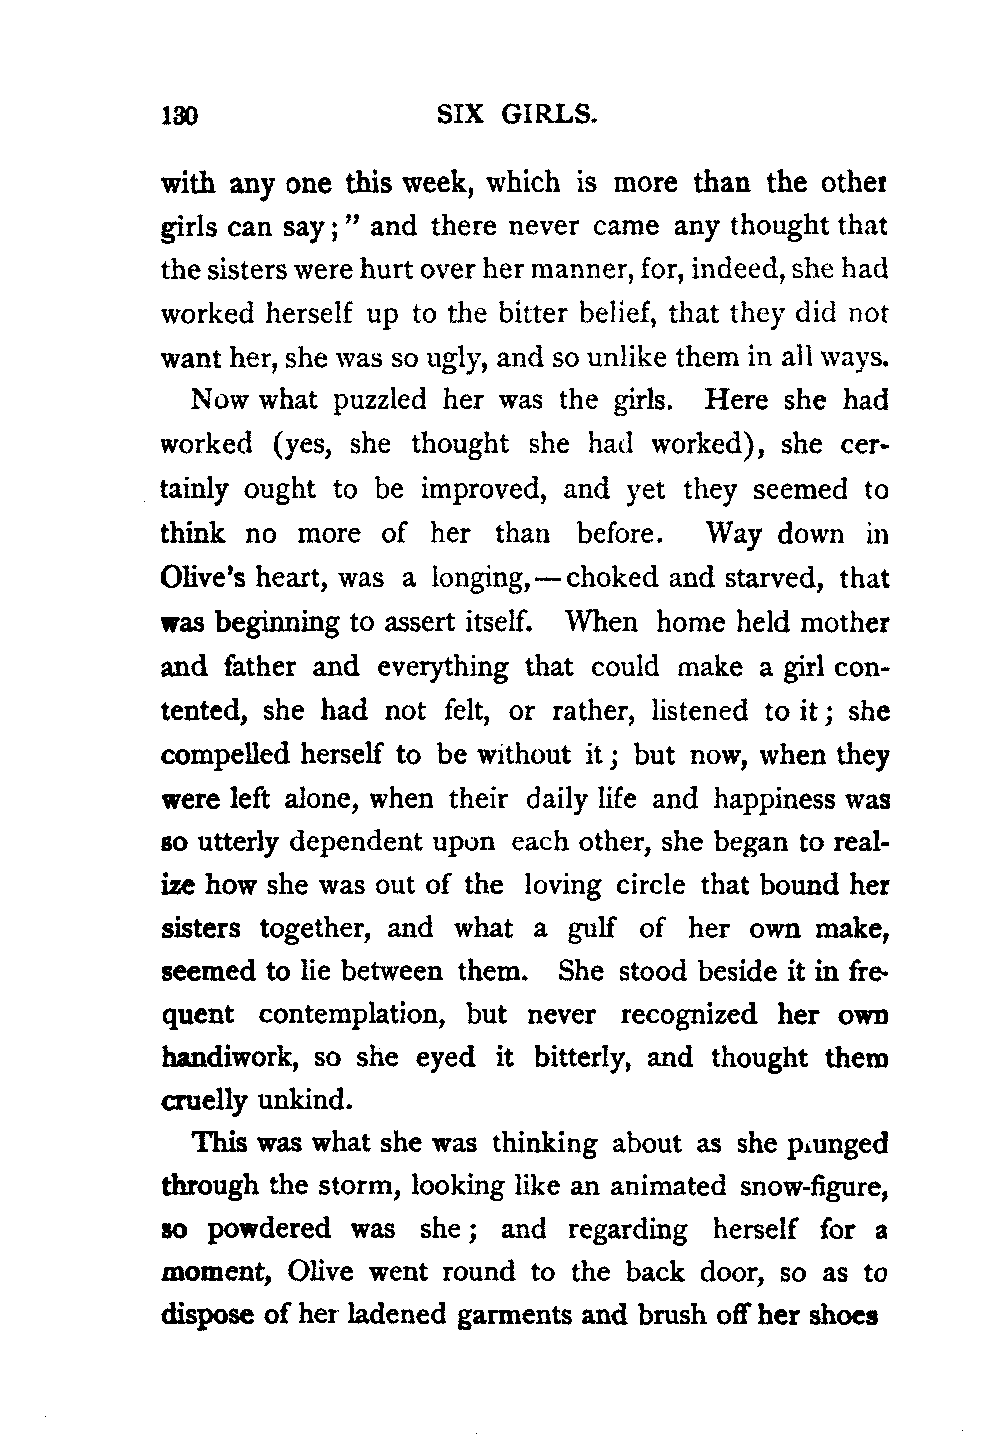 130 SIX GIRLS.
with any one this week, which is more than the other
girls can say;" and there never came any thought that
the sisters were hurt over her manner, for, indeed, she had
worked herself up to the bitter belief, that they did not
want her, she was so ugly, and so unlike them in all ways.
Now what puzzled her was the girls. Here she had
worked (yes, she thought she had worked), she cer-
tainly ought to be improved, and yet they seemed to
think no more of her than before. Way down in
Olive's heart, was a longing,—choked and starved, that
was beginning to assert itself. When home held mother
and father and everything that could make a girl con-
tented, she had not felt, or rather, listened to it; she
compelled herself to be without it; but now, when they
were left alone, when their daily life and happiness was
so utterly dependent upon each other, she began to real-
ize how she was out of the loving circle that bound her
sisters together, and what a gulf of her own make,
seemed to lie between them. She stood beside it in fre-
quent contemplation, but never recognized her own
handiwork, so she eyed it bitterly, and thought them
cruelly unkind.
This was what she was thinking about as she plunged
through the storm, looking like an animated snow-figure,
so powdered was she; and regarding herself for a
moment, Olive went round to the back door, so as to
dispose of her ladened garments and brush off her shoes